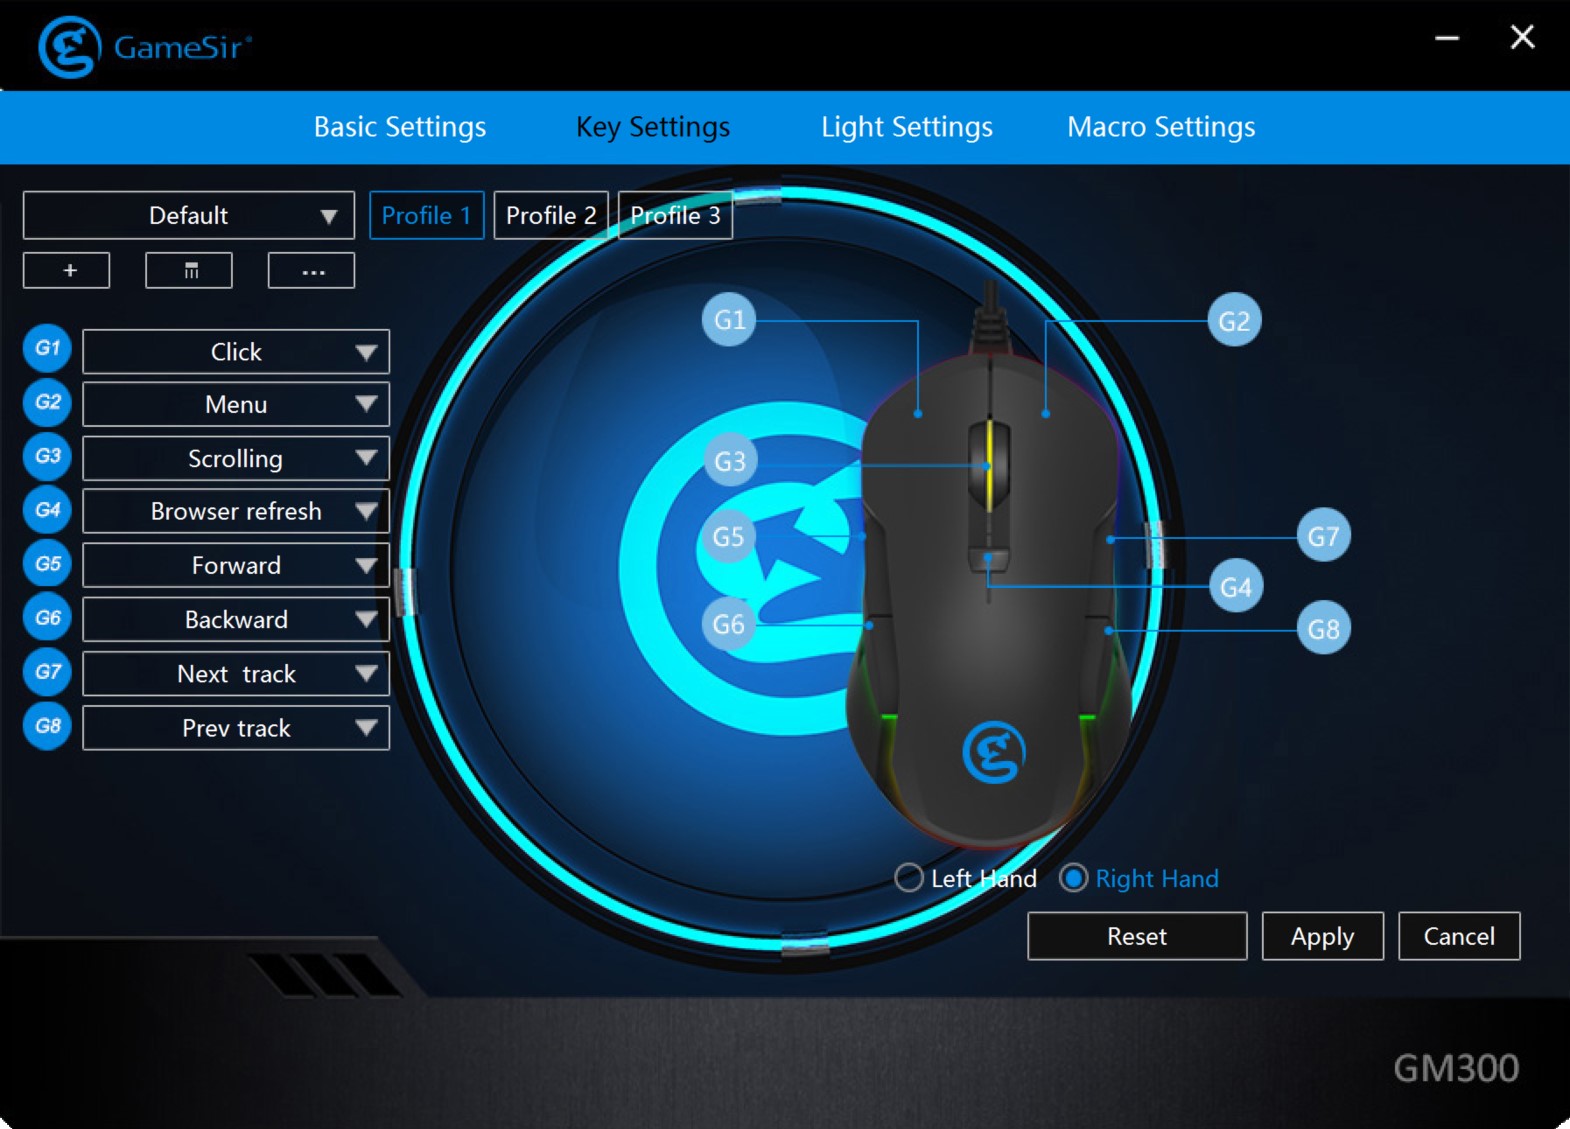 GameSir®
Basic Settings Key Settings Light Settings Macro Settings
Default Profile 1 Profile 2 Profile 3
+ ...
G1 Click
G2 Menu
G3 Scrolling
G4 Browser refresh
G5 Forward
G6 Backward
G7 Next track
G8 Prev track
G1 G2
G3
G5 G7
G4
G6 G8
Left Hand Right Hand
Reset Apply Cancel
GM300